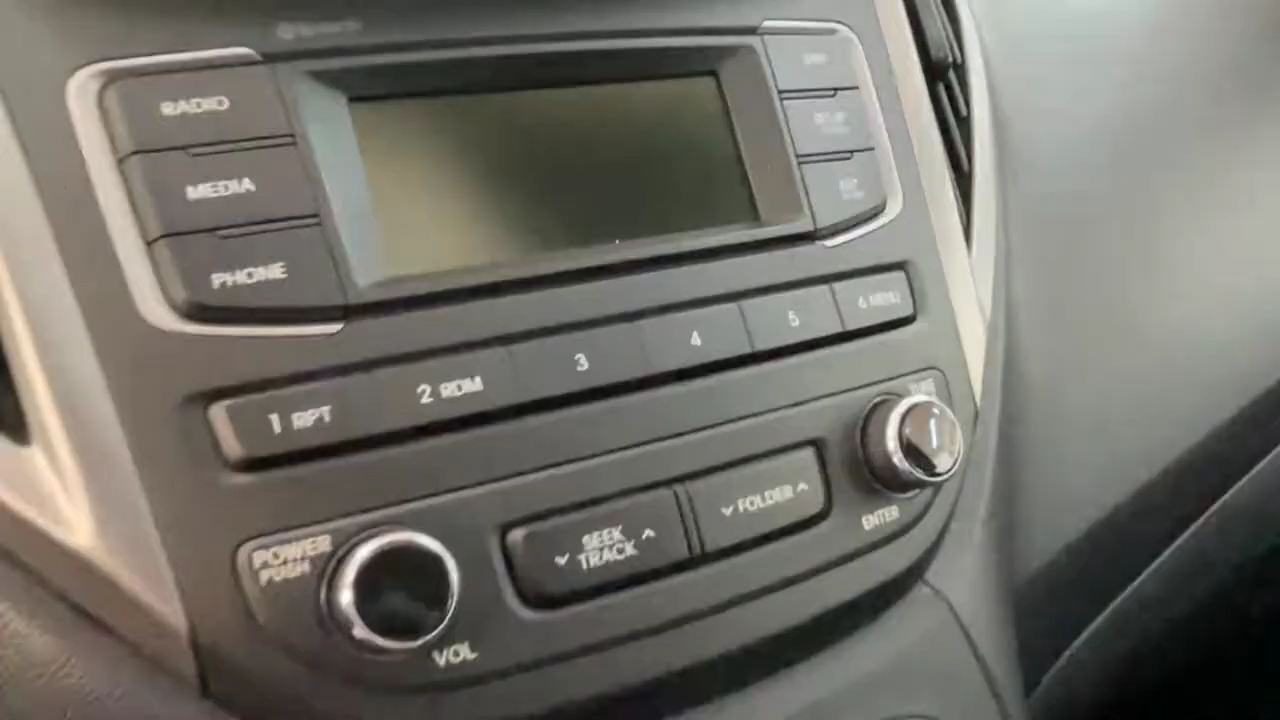 RADIO
MEDIA
PHONE
1 RPT
2 RDM
3
4
5
6 MENU
POWER
PUSH
VOL
SEEK
TRACK
FOLDER
TUNE
ENTER